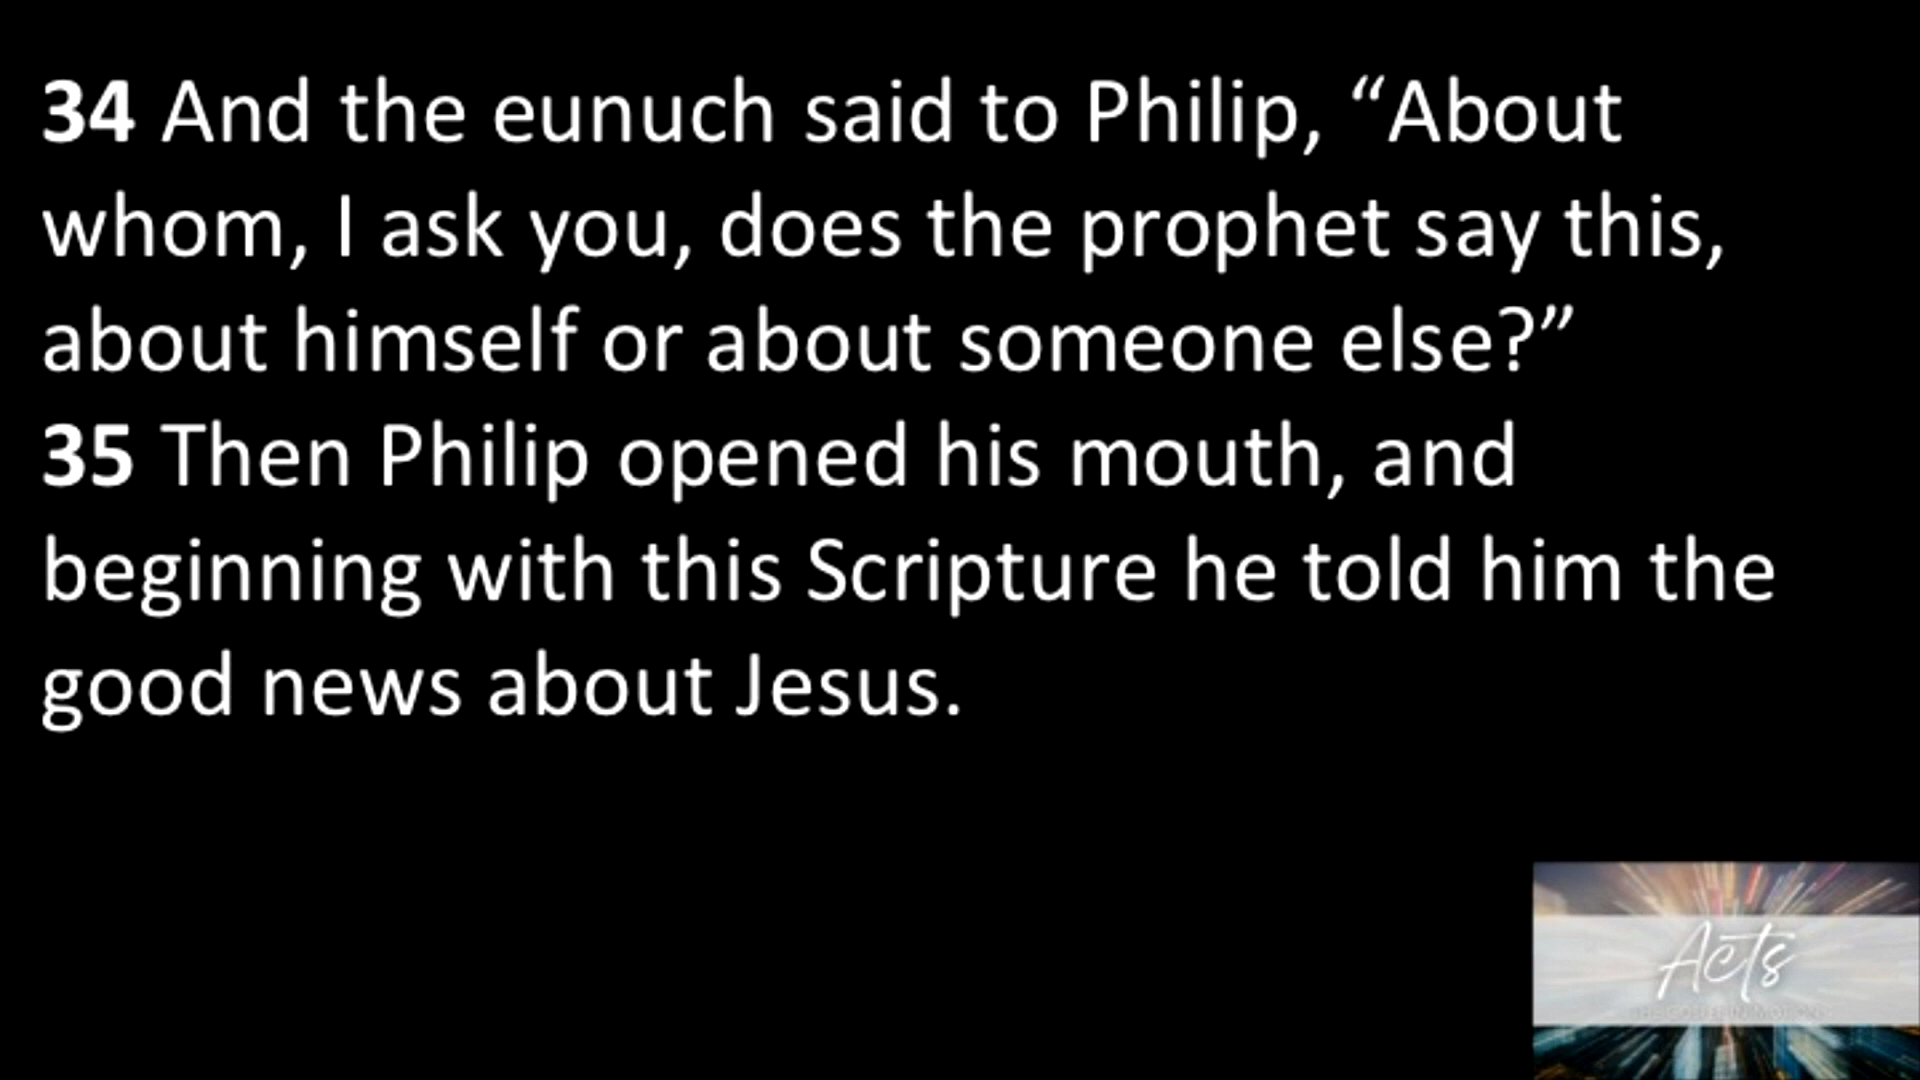 34 And the eunuch said to Philip, “About
whom, I ask you, does the prophet say this,
about himself or about someone else?”
35 Then Philip opened his mouth, and
beginning with this Scripture he told him the
good news about Jesus.
Acts